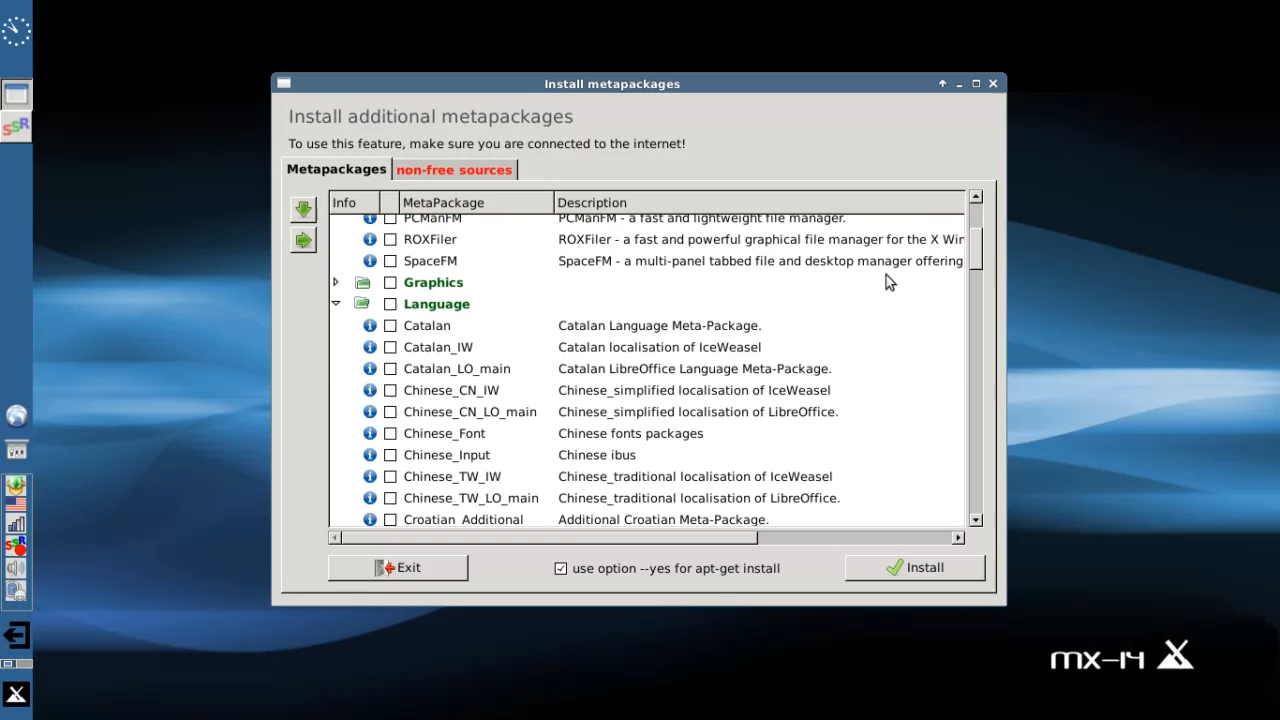 Install metapackages
Install additional metapackages
To use this feature, make sure you are connected to the internet!
Metapackages non-free sources
Info MetaPackage Description
PCManFM PCManFM - a fast and lightweight file manager.
ROXFiler ROXFiler - a fast and powerful graphical file manager for the X Win
SpaceFM SpaceFM - a multi-panel tabbed file and desktop manager offering
Graphics
Language
Catalan Catalan Language Meta-Package.
Catalan_IW Catalan localisation of IceWeasel
Catalan_LO_main Catalan LibreOffice Language Meta-Package.
Chinese_CN_IW Chinese_simplified localisation of IceWeasel
Chinese_CN_LO_main Chinese_simplified localisation of LibreOffice.
Chinese_Font Chinese fonts packages
Chinese_Input Chinese ibus
Chinese_TW_IW Chinese_traditional localisation of IceWeasel
Chinese_TW_LO_main Chinese_traditional localisation of LibreOffice.
Croatian_Additional Additional Croatian Meta-Package.
Exit use option --yes for apt-get install Install
SSR
SSR
mx-14